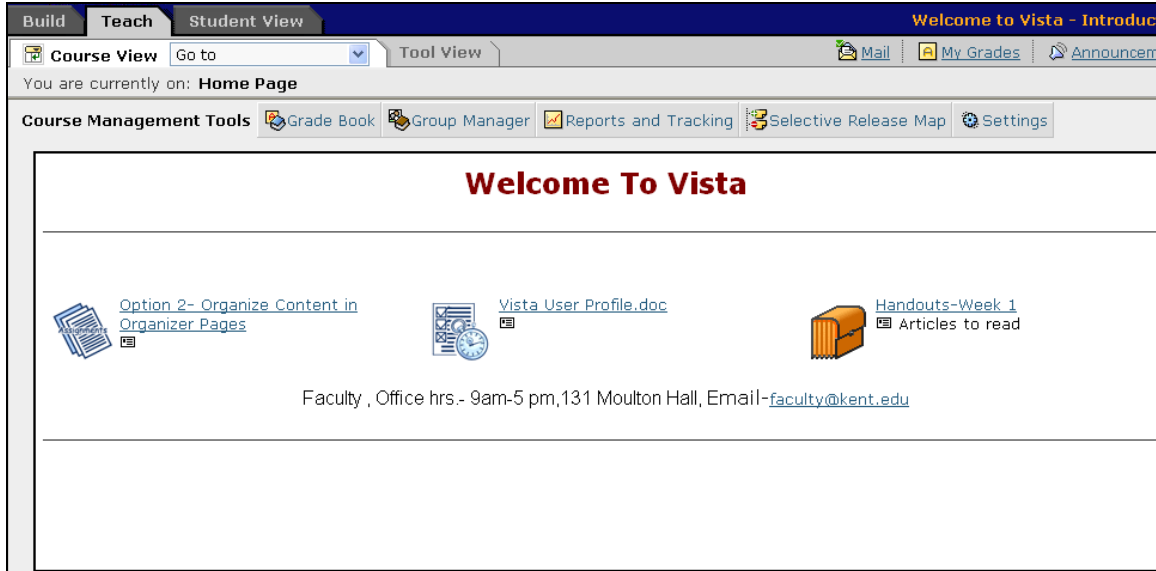 Build Teach Student View Welcome to Vista - Introduc
Course View Go to Tool View Mail A My Grades Announcem
You are currently on: Home Page
Course Management Tools Grade Book Group Manager Reports and Tracking Selective Release Map Settings
Welcome To Vista
Assignments
Option 2- Organize Content in
Organizer Pages
Vista User Profile.doc
Handouts-Week 1
Articles to read
Faculty , Office hrs.- 9am-5 pm,131 Moulton Hall, Email-faculty@kent.edu